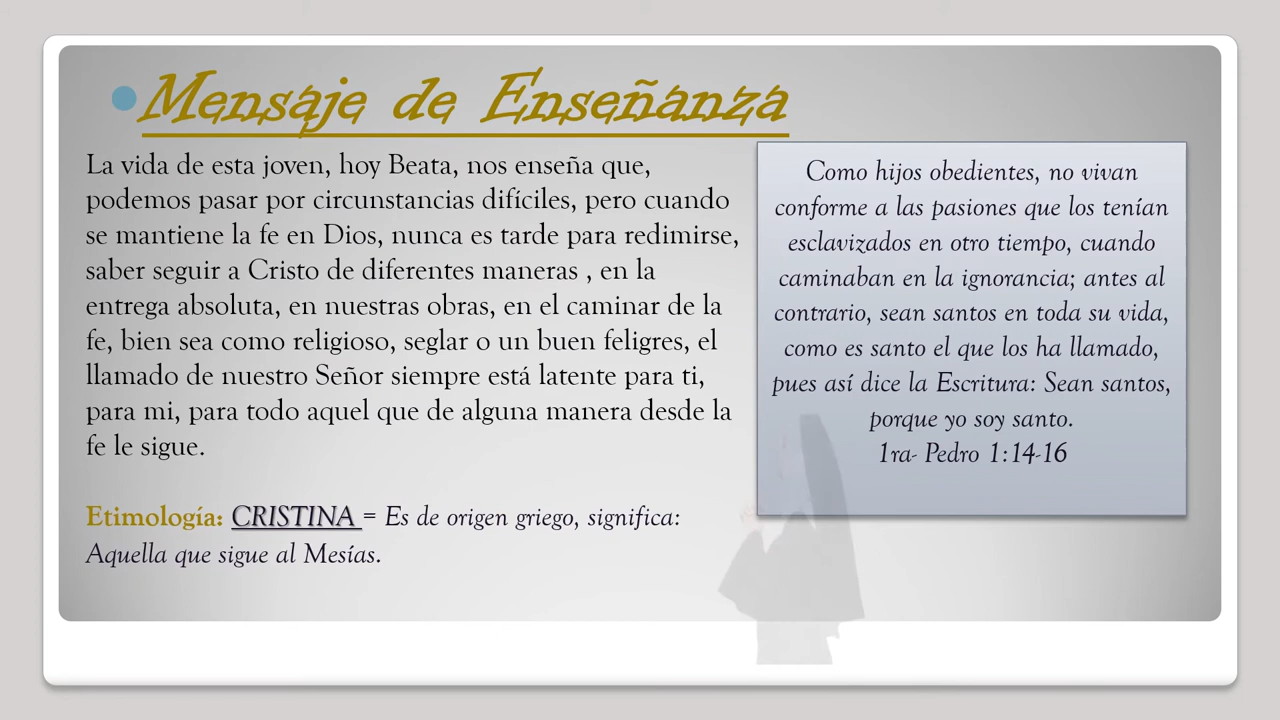 Mensaje de Enseñanza
La vida de esta joven, hoy Beata, nos enseña que,
podemos pasar por circunstancias difíciles, pero cuando
se mantiene la fe en Dios, nunca es tarde para redimirse,
saber seguir a Cristo de diferentes maneras , en la
entrega absoluta, en nuestras obras, en el caminar de la
fe, bien sea como religioso, seglar o un buen feligres, el
llamado de nuestro Señor siempre está latente para ti,
para mi, para todo aquel que de alguna manera desde la
fe le sigue.
Etimología: CRISTINA = Es de origen griego, significa:
Aquella que sigue al Mesías.
Como hijos obedientes, no vivan
conforme a las pasiones que los tenían
esclavizados en otro tiempo, cuando
caminaban en la ignorancia; antes al
contrario, sean santos en toda su vida,
como es santo el que los ha llamado,
pues así dice la Escritura: Sean santos,
porque yo soy santo.
1ra- Pedro 1:14-16